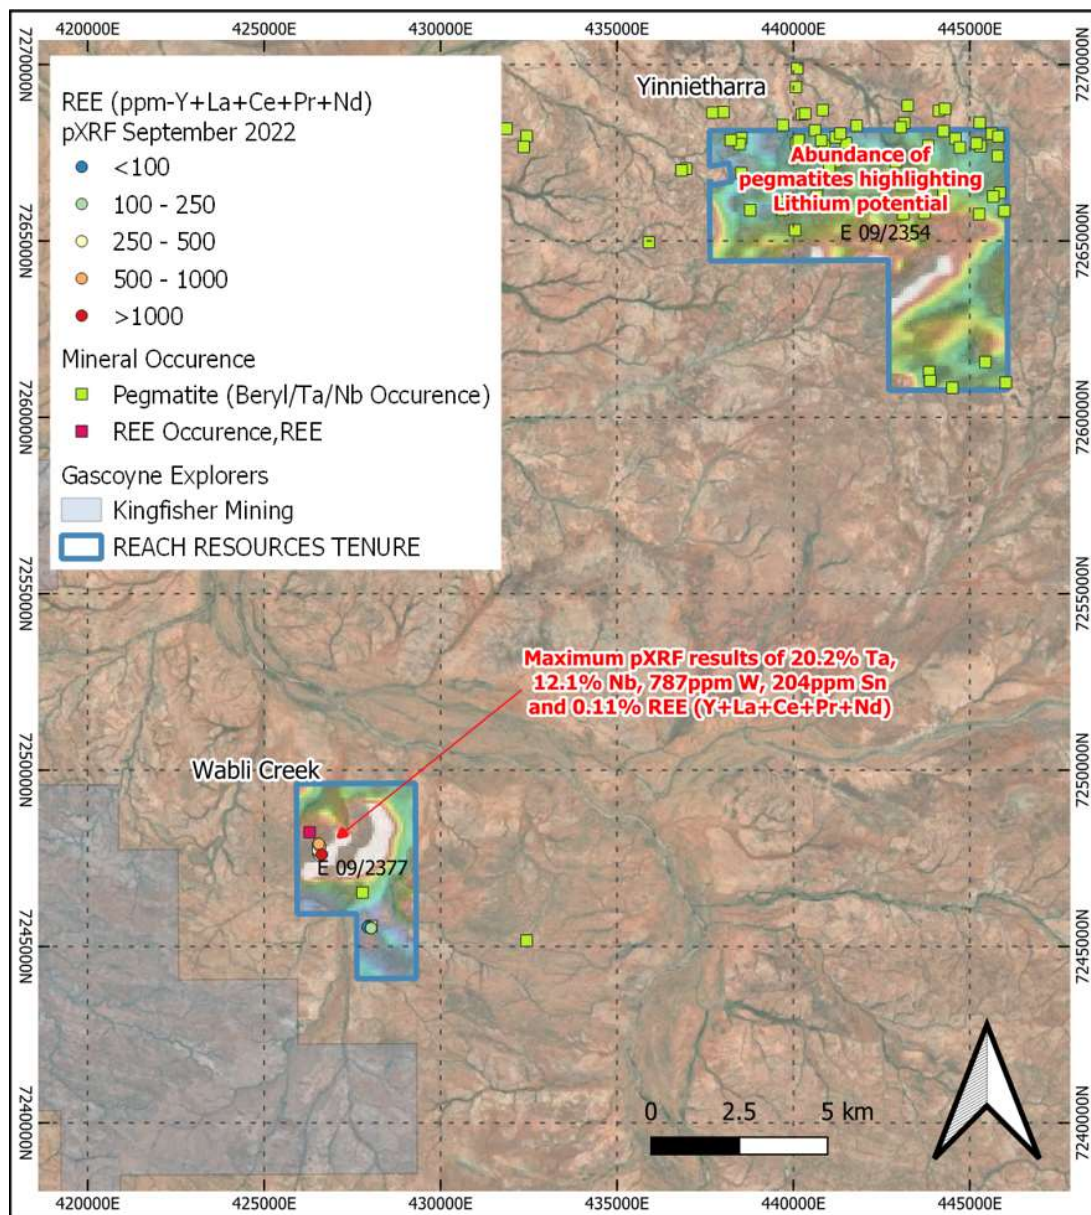 420000E 425000E 430000E 435000E 440000E 445000E
7270000N
7270000N
REE (ppm-Y+La+Ce+Pr+Nd)
pXRF September 2022
<100
100 - 250
250 - 500
500 - 1000
>1000
Mineral Occurence
Pegmatite (Beryl/Ta/Nb Occurence)
REE Occurence,REE
Gascoyne Explorers
Kingfisher Mining
REACH RESOURCES TENURE
Yinnietharra
Abundance of
pegmatites highlighting
Lithium potential
E 09/2354
7265000N
7265000N
7260000N
7260000N
7255000N
7255000N
Maximum pXRF results of 20.2% Ta,
12.1% Nb, 787ppm W, 204ppm Sn
and 0.11% REE (Y+La+Ce+Pr+Nd)
7250000N
7250000N
Wabli Creek
E 09/2377
7245000N
7245000N
0 2.5 5 km
7240000N
7240000N
420000E 425000E 430000E 435000E 440000E 445000E